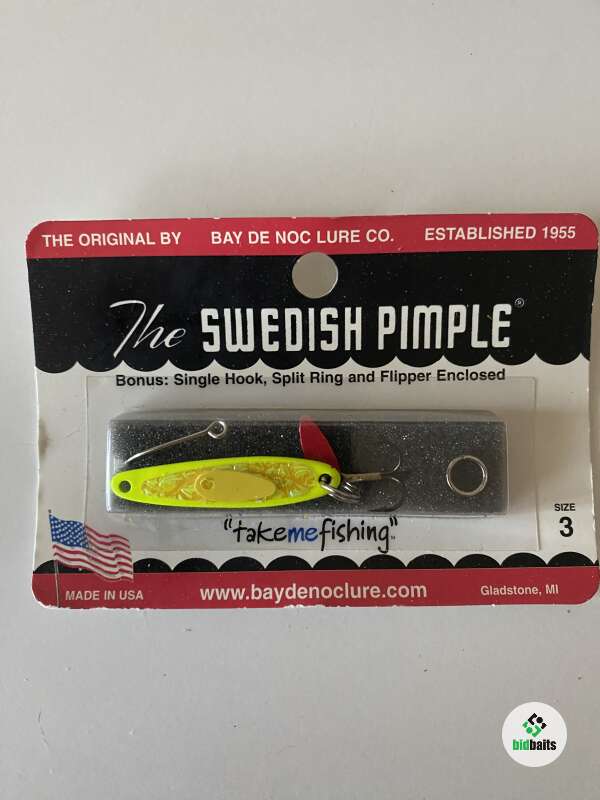 THE ORIGINAL BY BAY DE NOC LURE CO. ESTABLISHED 1955
The SWEDISH PIMPLE®
Bonus: Single Hook, Split Ring and Flipper Enclosed
"takemefishing"
SIZE
3
MADE IN USA www.baydenoclure.com Gladstone, MI
bidbaits